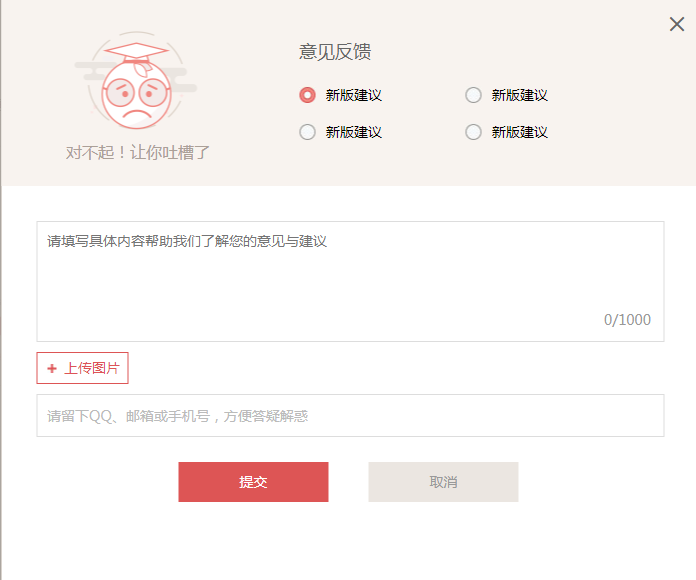 意见反馈
新版建议 新版建议
新版建议 新版建议
对不起！让你吐槽了
请填写具体内容帮助我们了解您的意见与建议
0/1000
+ 上传图片
请留下QQ、邮箱或手机号，方便答疑解惑
提交 取消